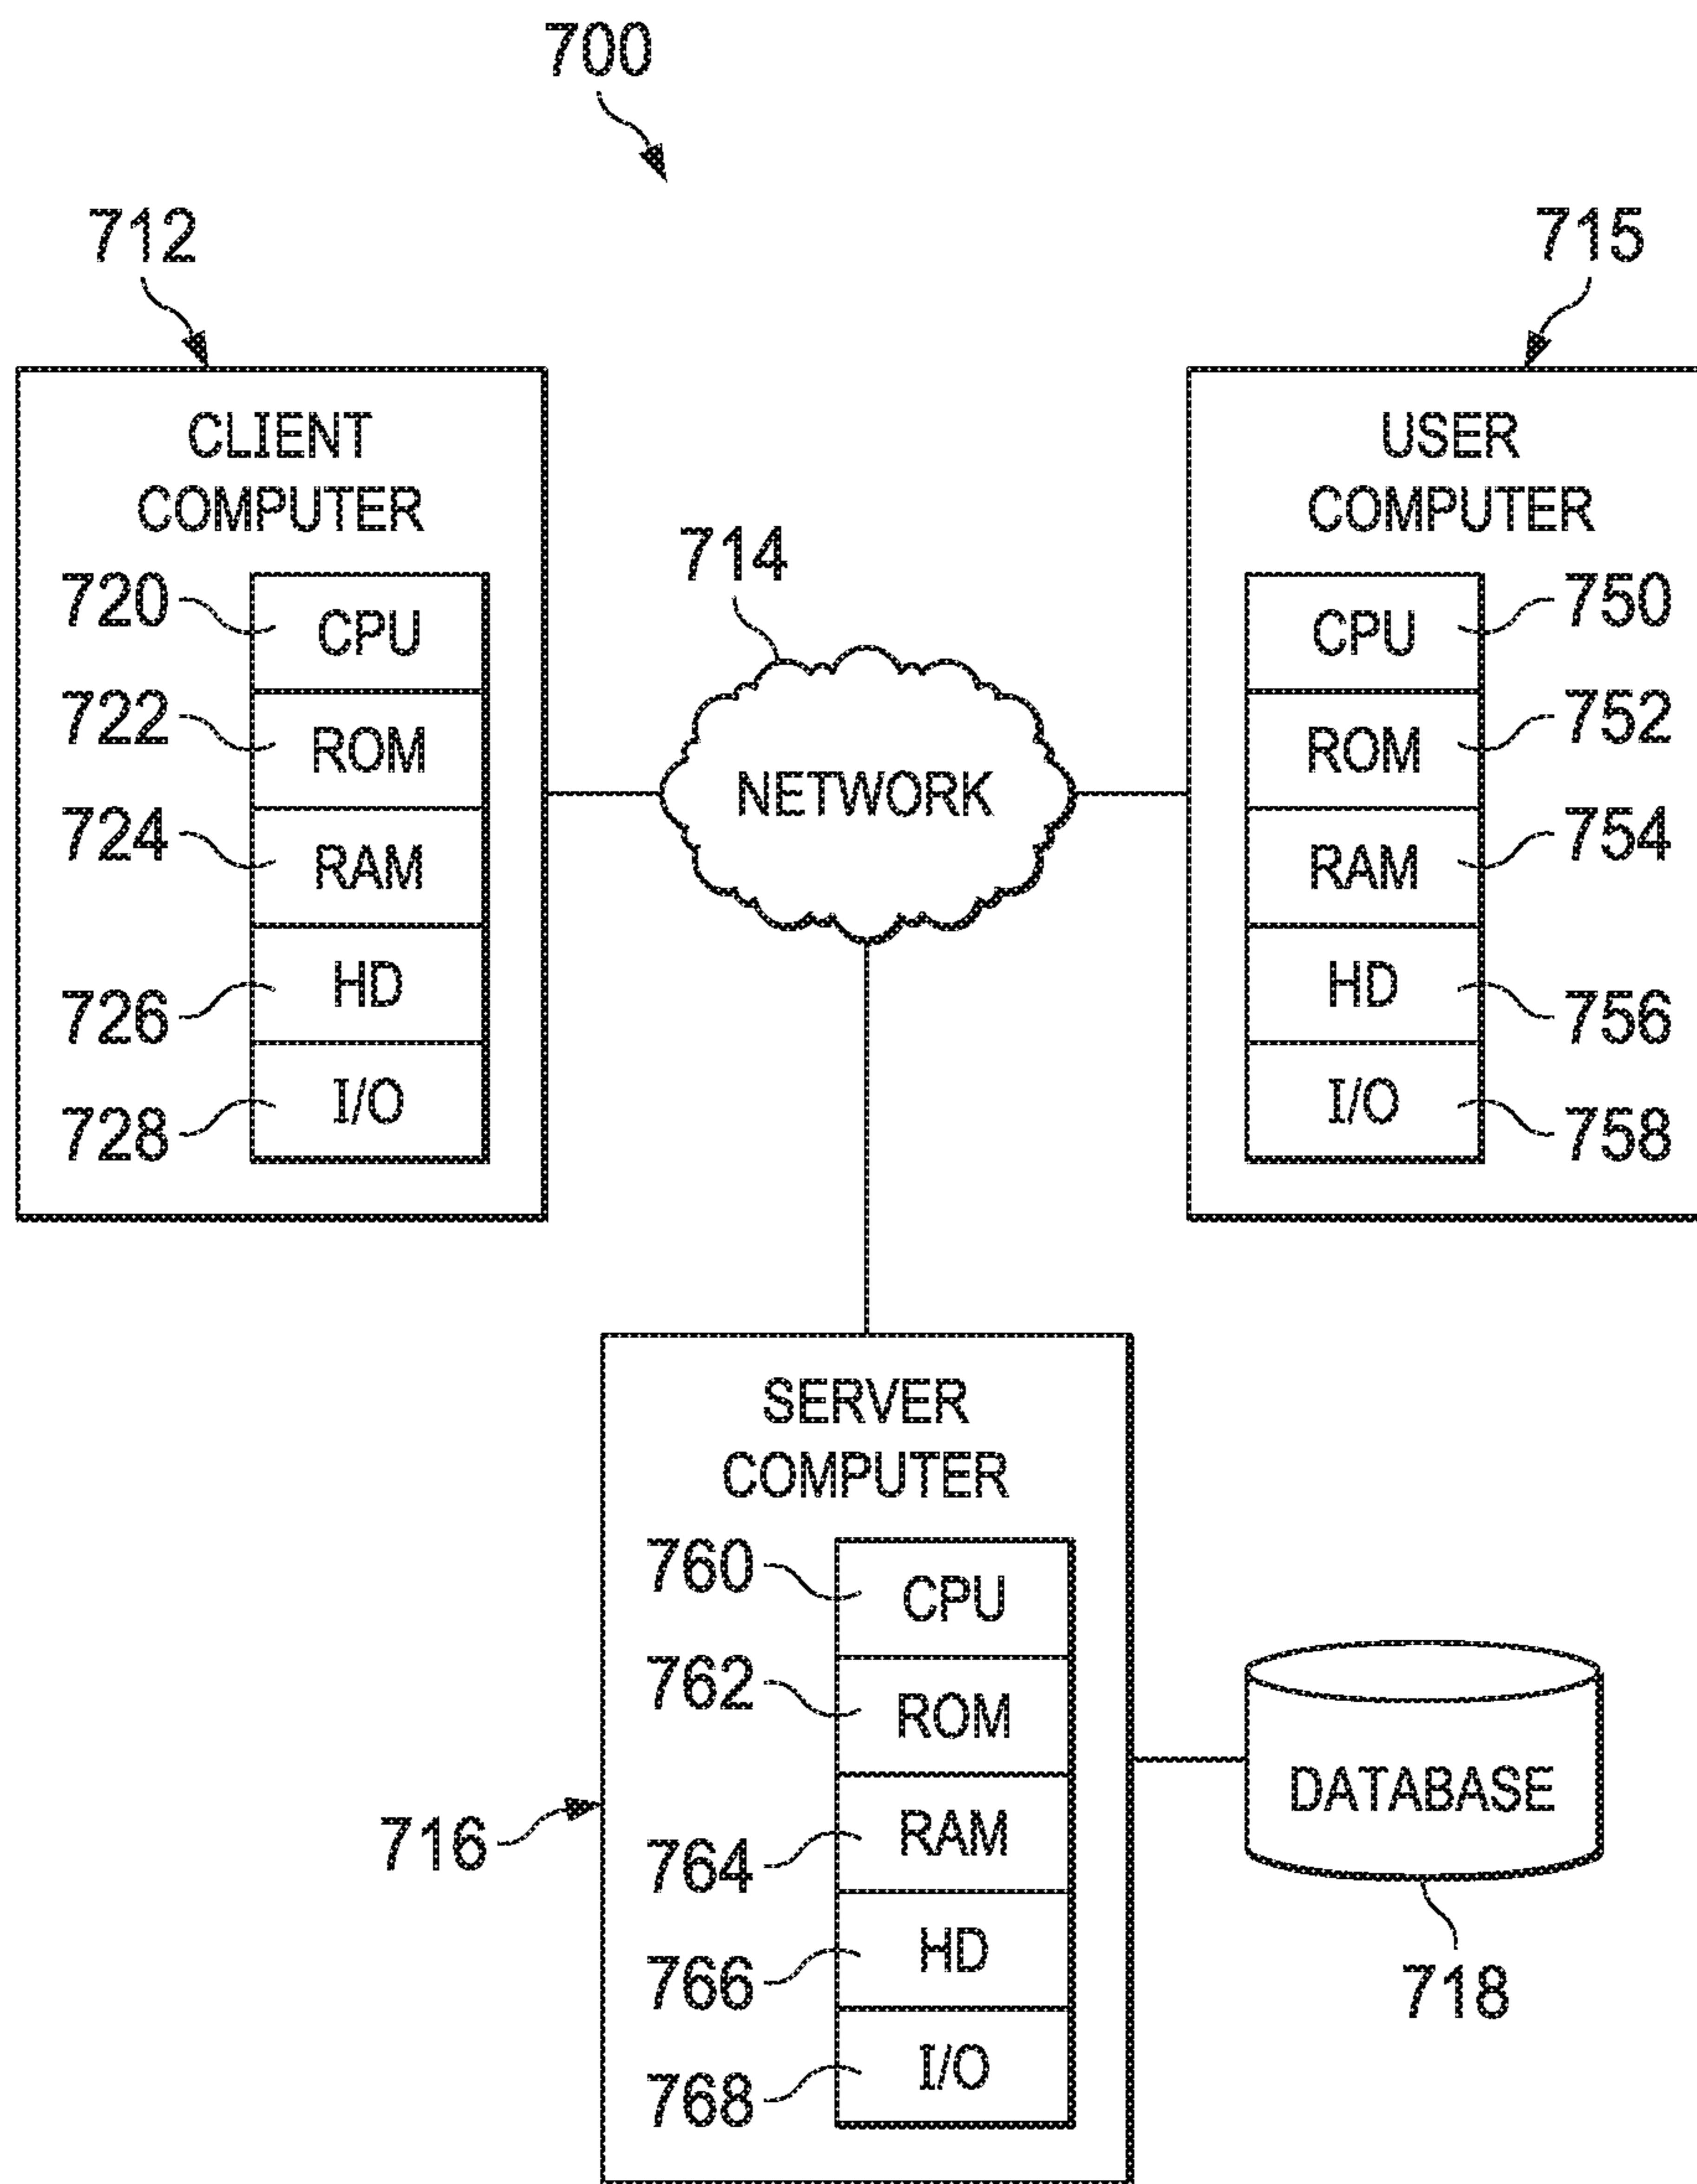 700
712
CLIENT
COMPUTER
720
CPU
722
ROM
724
RAM
726
HD
728
I/O
714
NETWORK
715
USER
COMPUTER
CPU
750
ROM
752
RAM
754
HD
756
I/O
758
716
SERVER
COMPUTER
760
CPU
762
ROM
764
RAM
766
HD
768
I/O
DATABASE
718